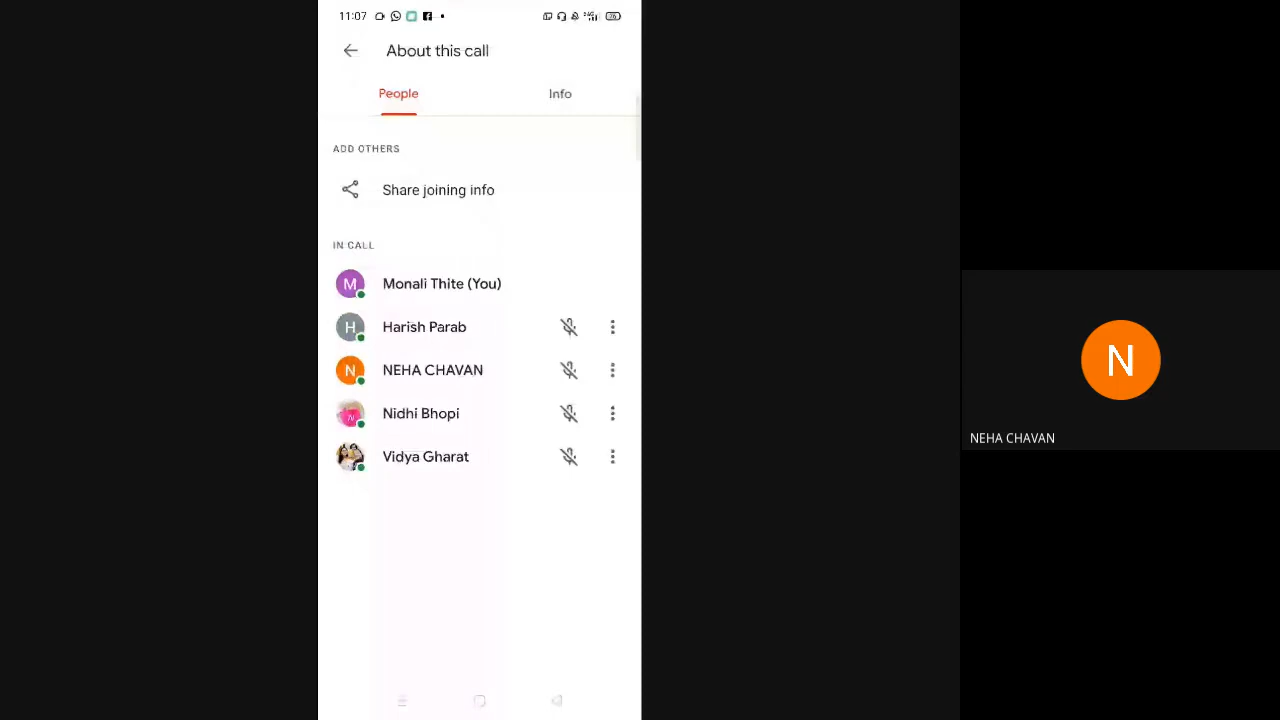 11:07
About this call
People Info
ADD OTHERS
Share joining info
IN CALL
M Monali Thite (You)
H Harish Parab
N NEHA CHAVAN
Nidhi Bhopi
Vidya Gharat
N
NEHA CHAVAN